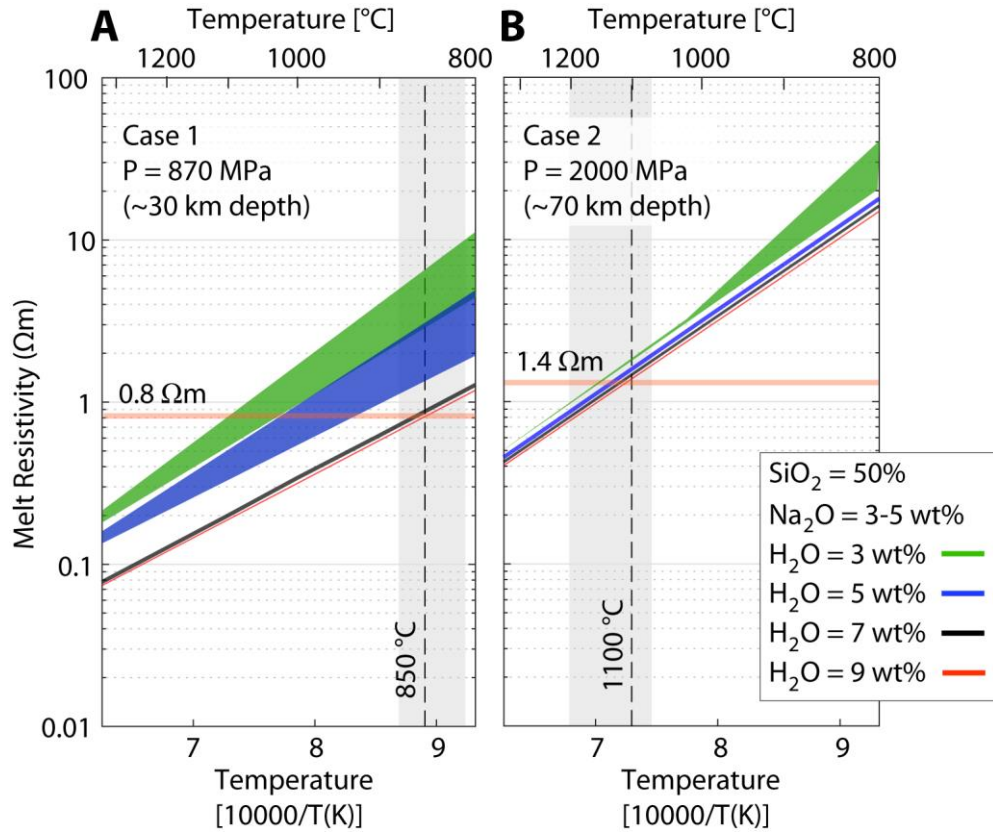 A
Temperature [°C]
1200
1000
800
100
10
1
0.1
0.01
Melt Resistivity (Ωm)
Case 1
P = 870 MPa
(~30 km depth)
0.8 Ωm
850 °C
7
8
9
Temperature
[10000/T(K)]
B
Temperature [°C]
1200
1000
800
Case 2
P = 2000 MPa
(~70 km depth)
1.4 Ωm
1100 °C
7
8
9
Temperature
[10000/T(K)]
SiO₂ = 50%
Na₂O = 3-5 wt%
H₂O = 3 wt%
H₂O = 5 wt%
H₂O = 7 wt%
H₂O = 9 wt%